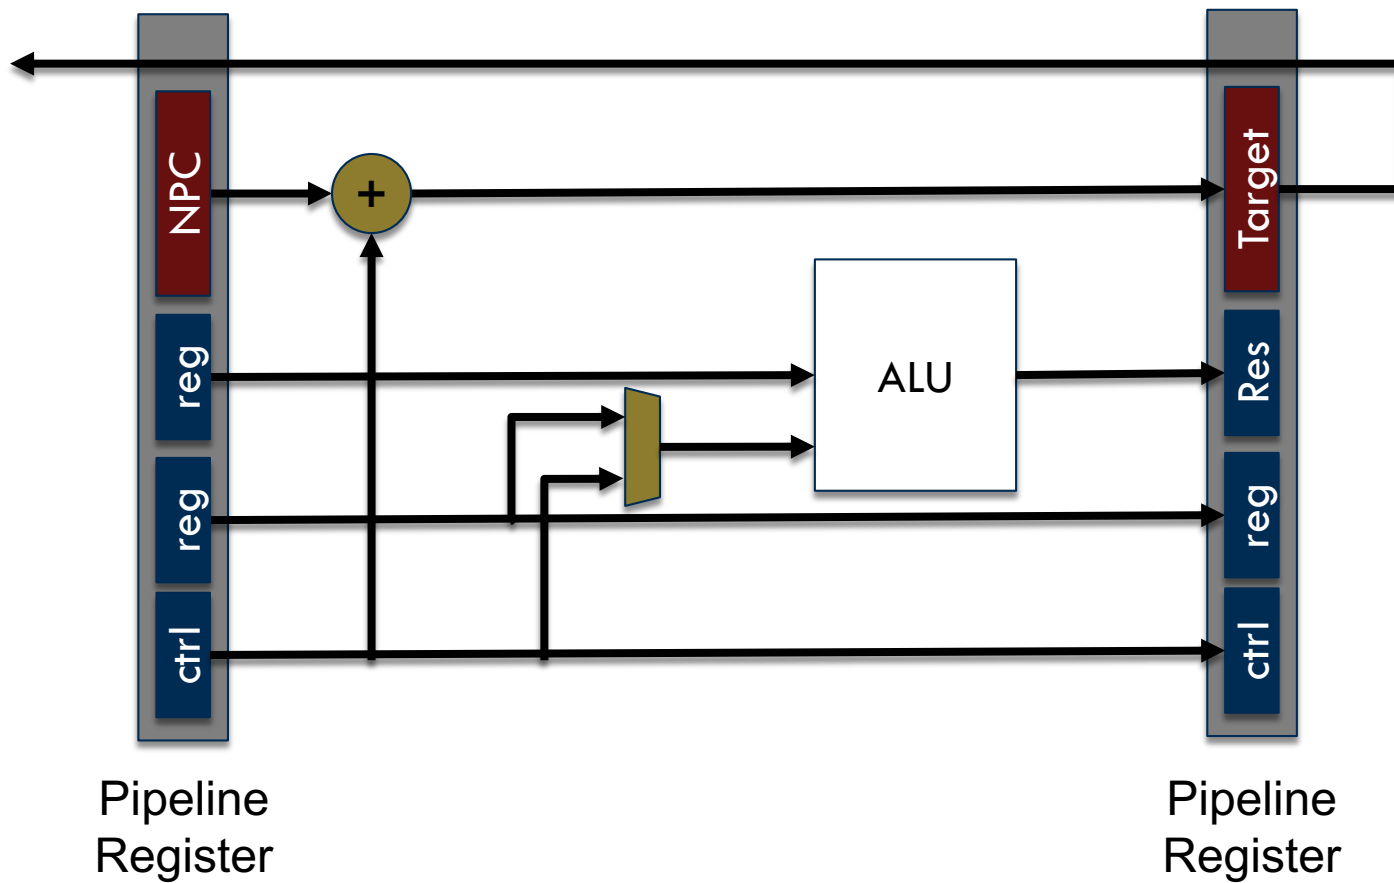 NPC
reg
reg
ctrl
+
ALU
Target
Res
reg
ctrl
Pipeline
Register
Pipeline
Register